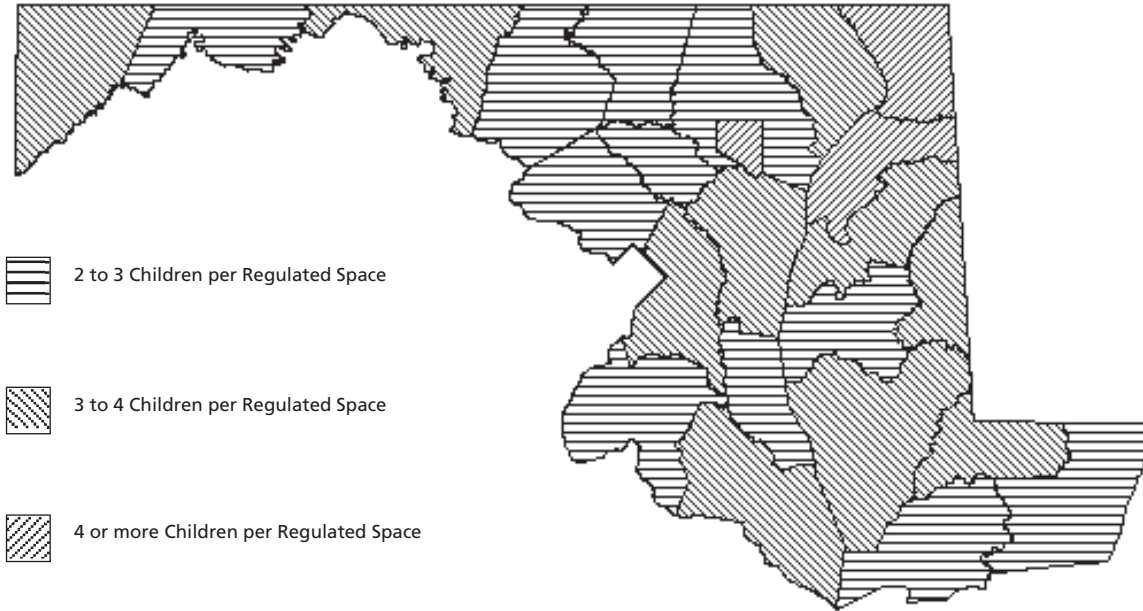 2 to 3 Children per Regulated Space
3 to 4 Children per Regulated Space
4 or more Children per Regulated Space